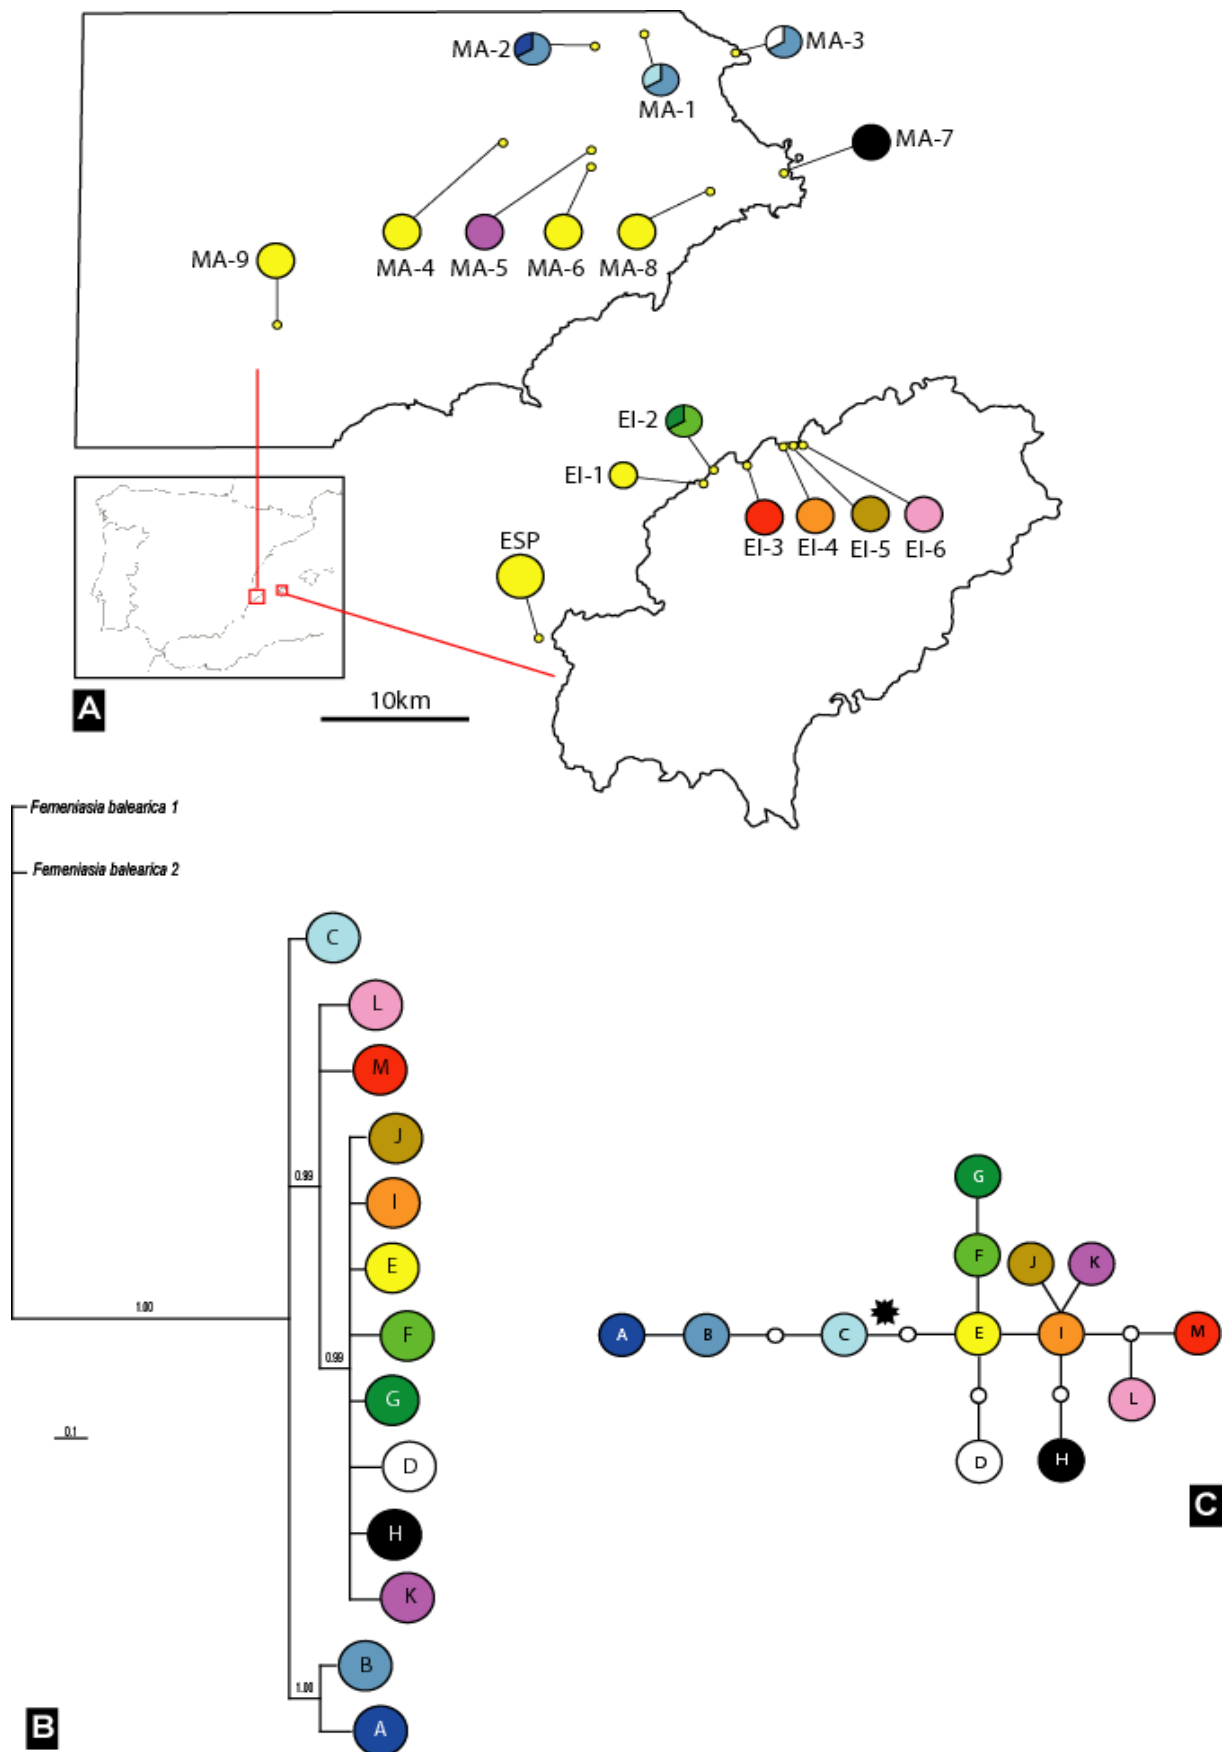 MA-2
MA-3
MA-1
MA-7
MA-9
MA-4
MA-5
MA-6
MA-8
EI-2
EI-1
EI-3
EI-4
EI-5
EI-6
ESP
A
10km
Femeniasia balearica 1
Femeniasia balearica 2
C
L
M
J
0.99
I
E
1.00
F
0.99
G
0.1
D
H
K
B
1.00
A
B
G
F
J
K
A
B
C
E
I
M
L
D
H
C